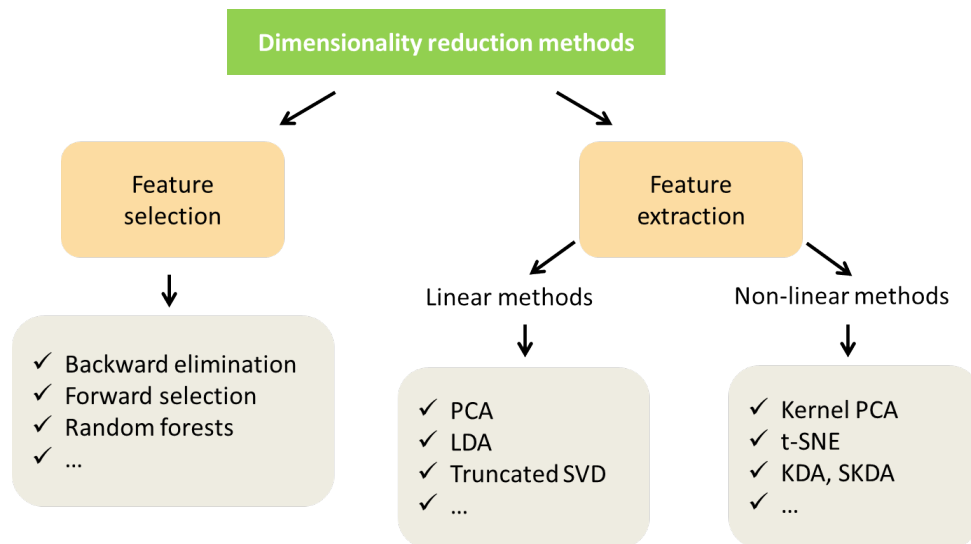 Dimensionality reduction methods
Feature
selection
Feature
extraction
Linear methods
Non-linear methods
✓ Backward elimination
✓ Forward selection
✓ Random forests
✓ ...
✓ PCA
✓ LDA
✓ Truncated SVD
✓ ...
✓ Kernel PCA
✓ t-SNE
✓ KDA, SKDA
✓ ...